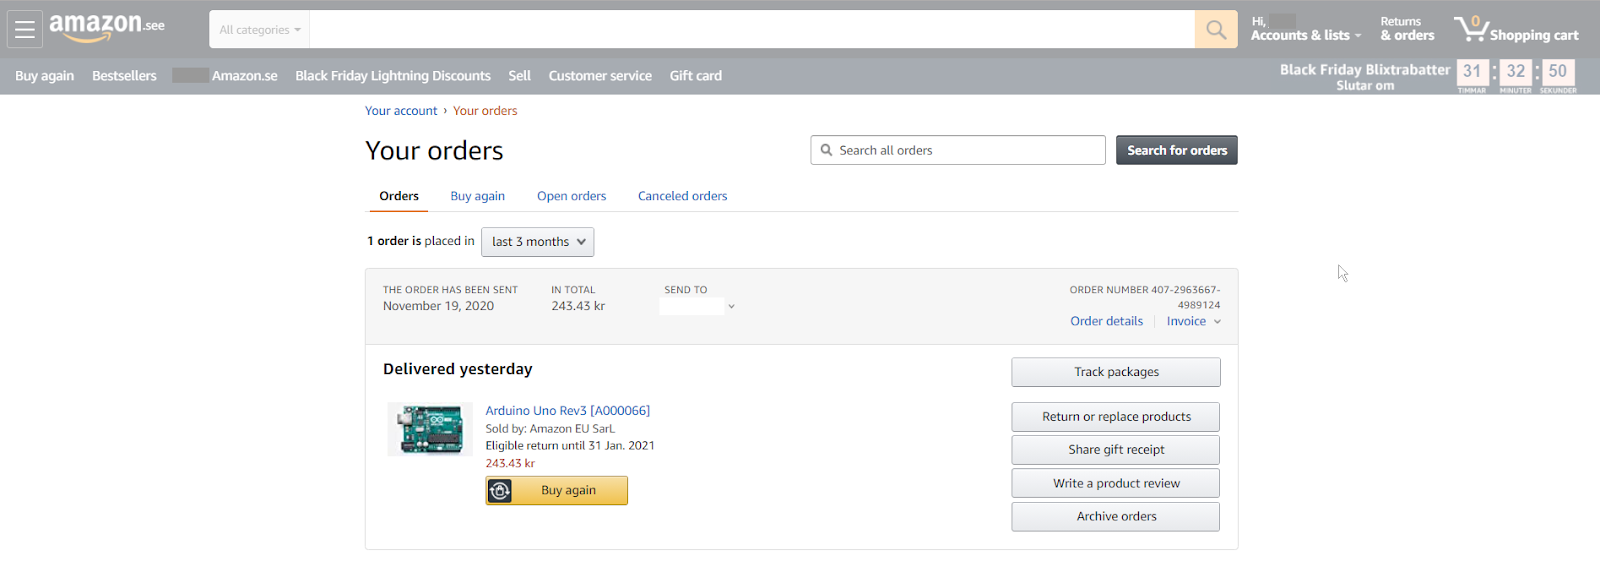 amazon.see
All categories
Hi,
Accounts & lists
Returns
& orders
0
Shopping cart
Buy again
Bestsellers
Amazon.se
Black Friday Lightning Discounts
Sell
Customer service
Gift card
Black Friday Blixtrabatter
Slutar om
31 : 32 : 50
TIMMAR MINUTER SEKUNDER
Your account › Your orders
Your orders
Search all orders
Search for orders
Orders
Buy again
Open orders
Canceled orders
1 order is placed in
last 3 months
THE ORDER HAS BEEN SENT
November 19, 2020
IN TOTAL
243.43 kr
SEND TO
ORDER NUMBER 407-2963667-
4989124
Order details
Invoice
Delivered yesterday
Arduino Uno Rev3 [A000066]
Sold by: Amazon EU SarL
Eligible return until 31 Jan. 2021
243.43 kr
Buy again
Track packages
Return or replace products
Share gift receipt
Write a product review
Archive orders